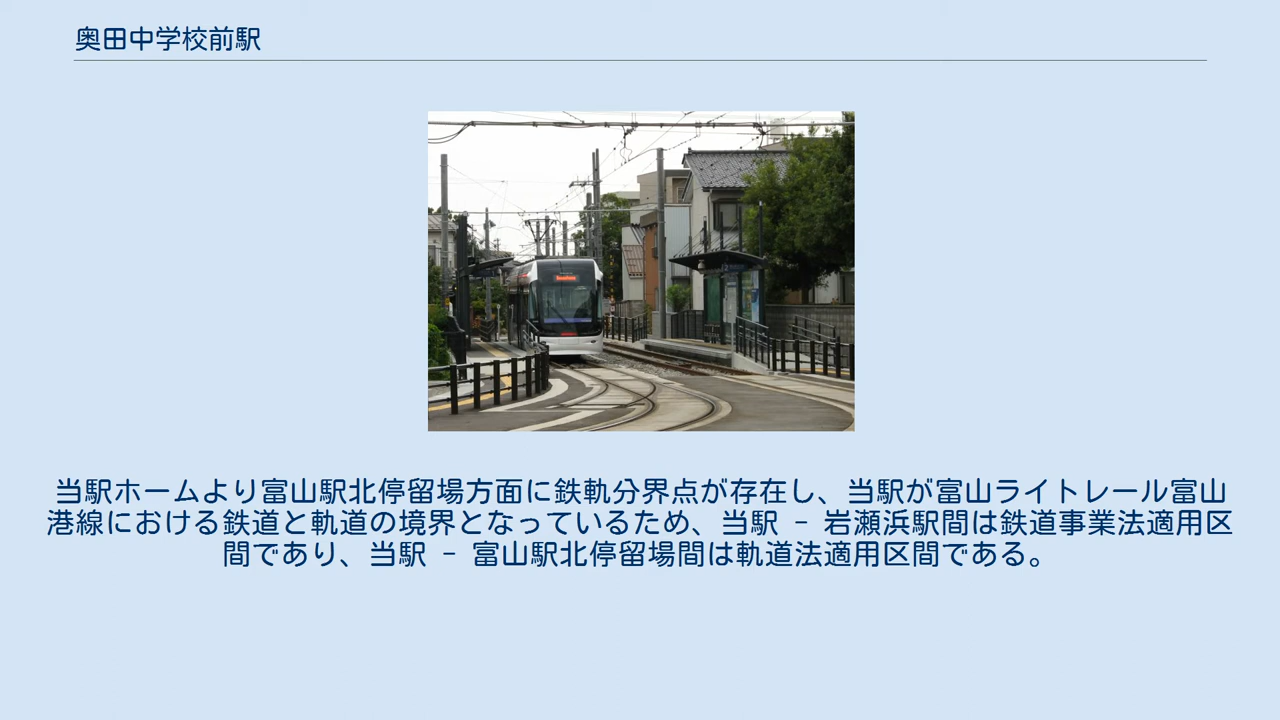 奥田中学校前駅
当駅ホームより富山駅北停留場方面に鉄軌分界点が存在し、当駅が富山ライトレール富山
港線における鉄道と軌道の境界となっているため、当駅 - 岩瀬浜駅間は鉄道事業法適用区
間であり、当駅 - 富山駅北停留場間は軌道法適用区間である。